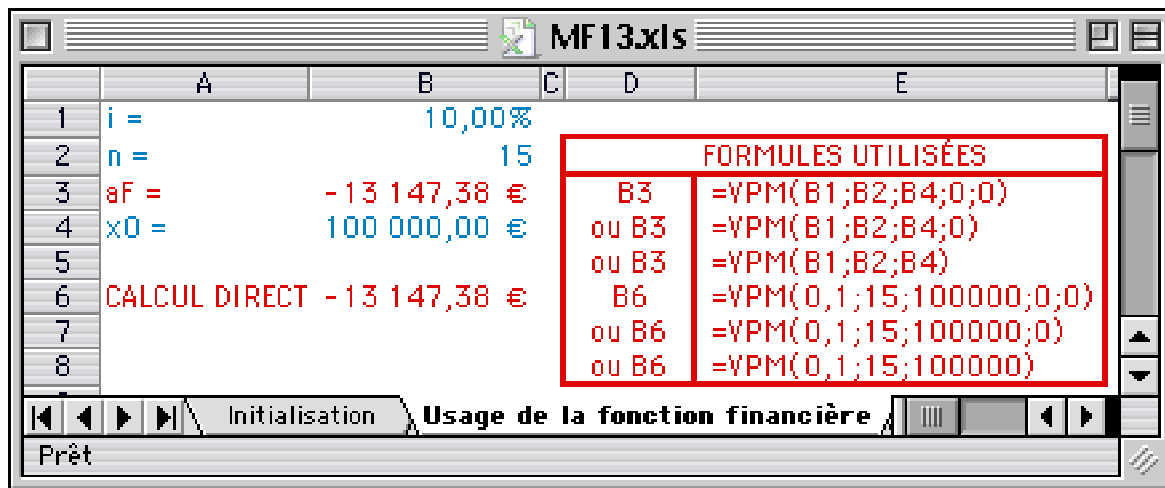 MF13.xls
A B C D E
1 i = 10,00%
2 n = 15 FORMULES UTILISÉES
3 aF = -13 147,38 € B3 =VPM(B1;B2;B4;0;0)
4 x0 = 100 000,00 € ou B3 =VPM(B1;B2;B4;0)
5 ou B3 =VPM(B1;B2;B4)
6 CALCUL DIRECT -13 147,38 € B6 =VPM(0,1;15;100000;0;0)
7 ou B6 =VPM(0,1;15;100000;0)
8 ou B6 =VPM(0,1;15;100000)
Initialisation Usage de la fonction financière
Prêt